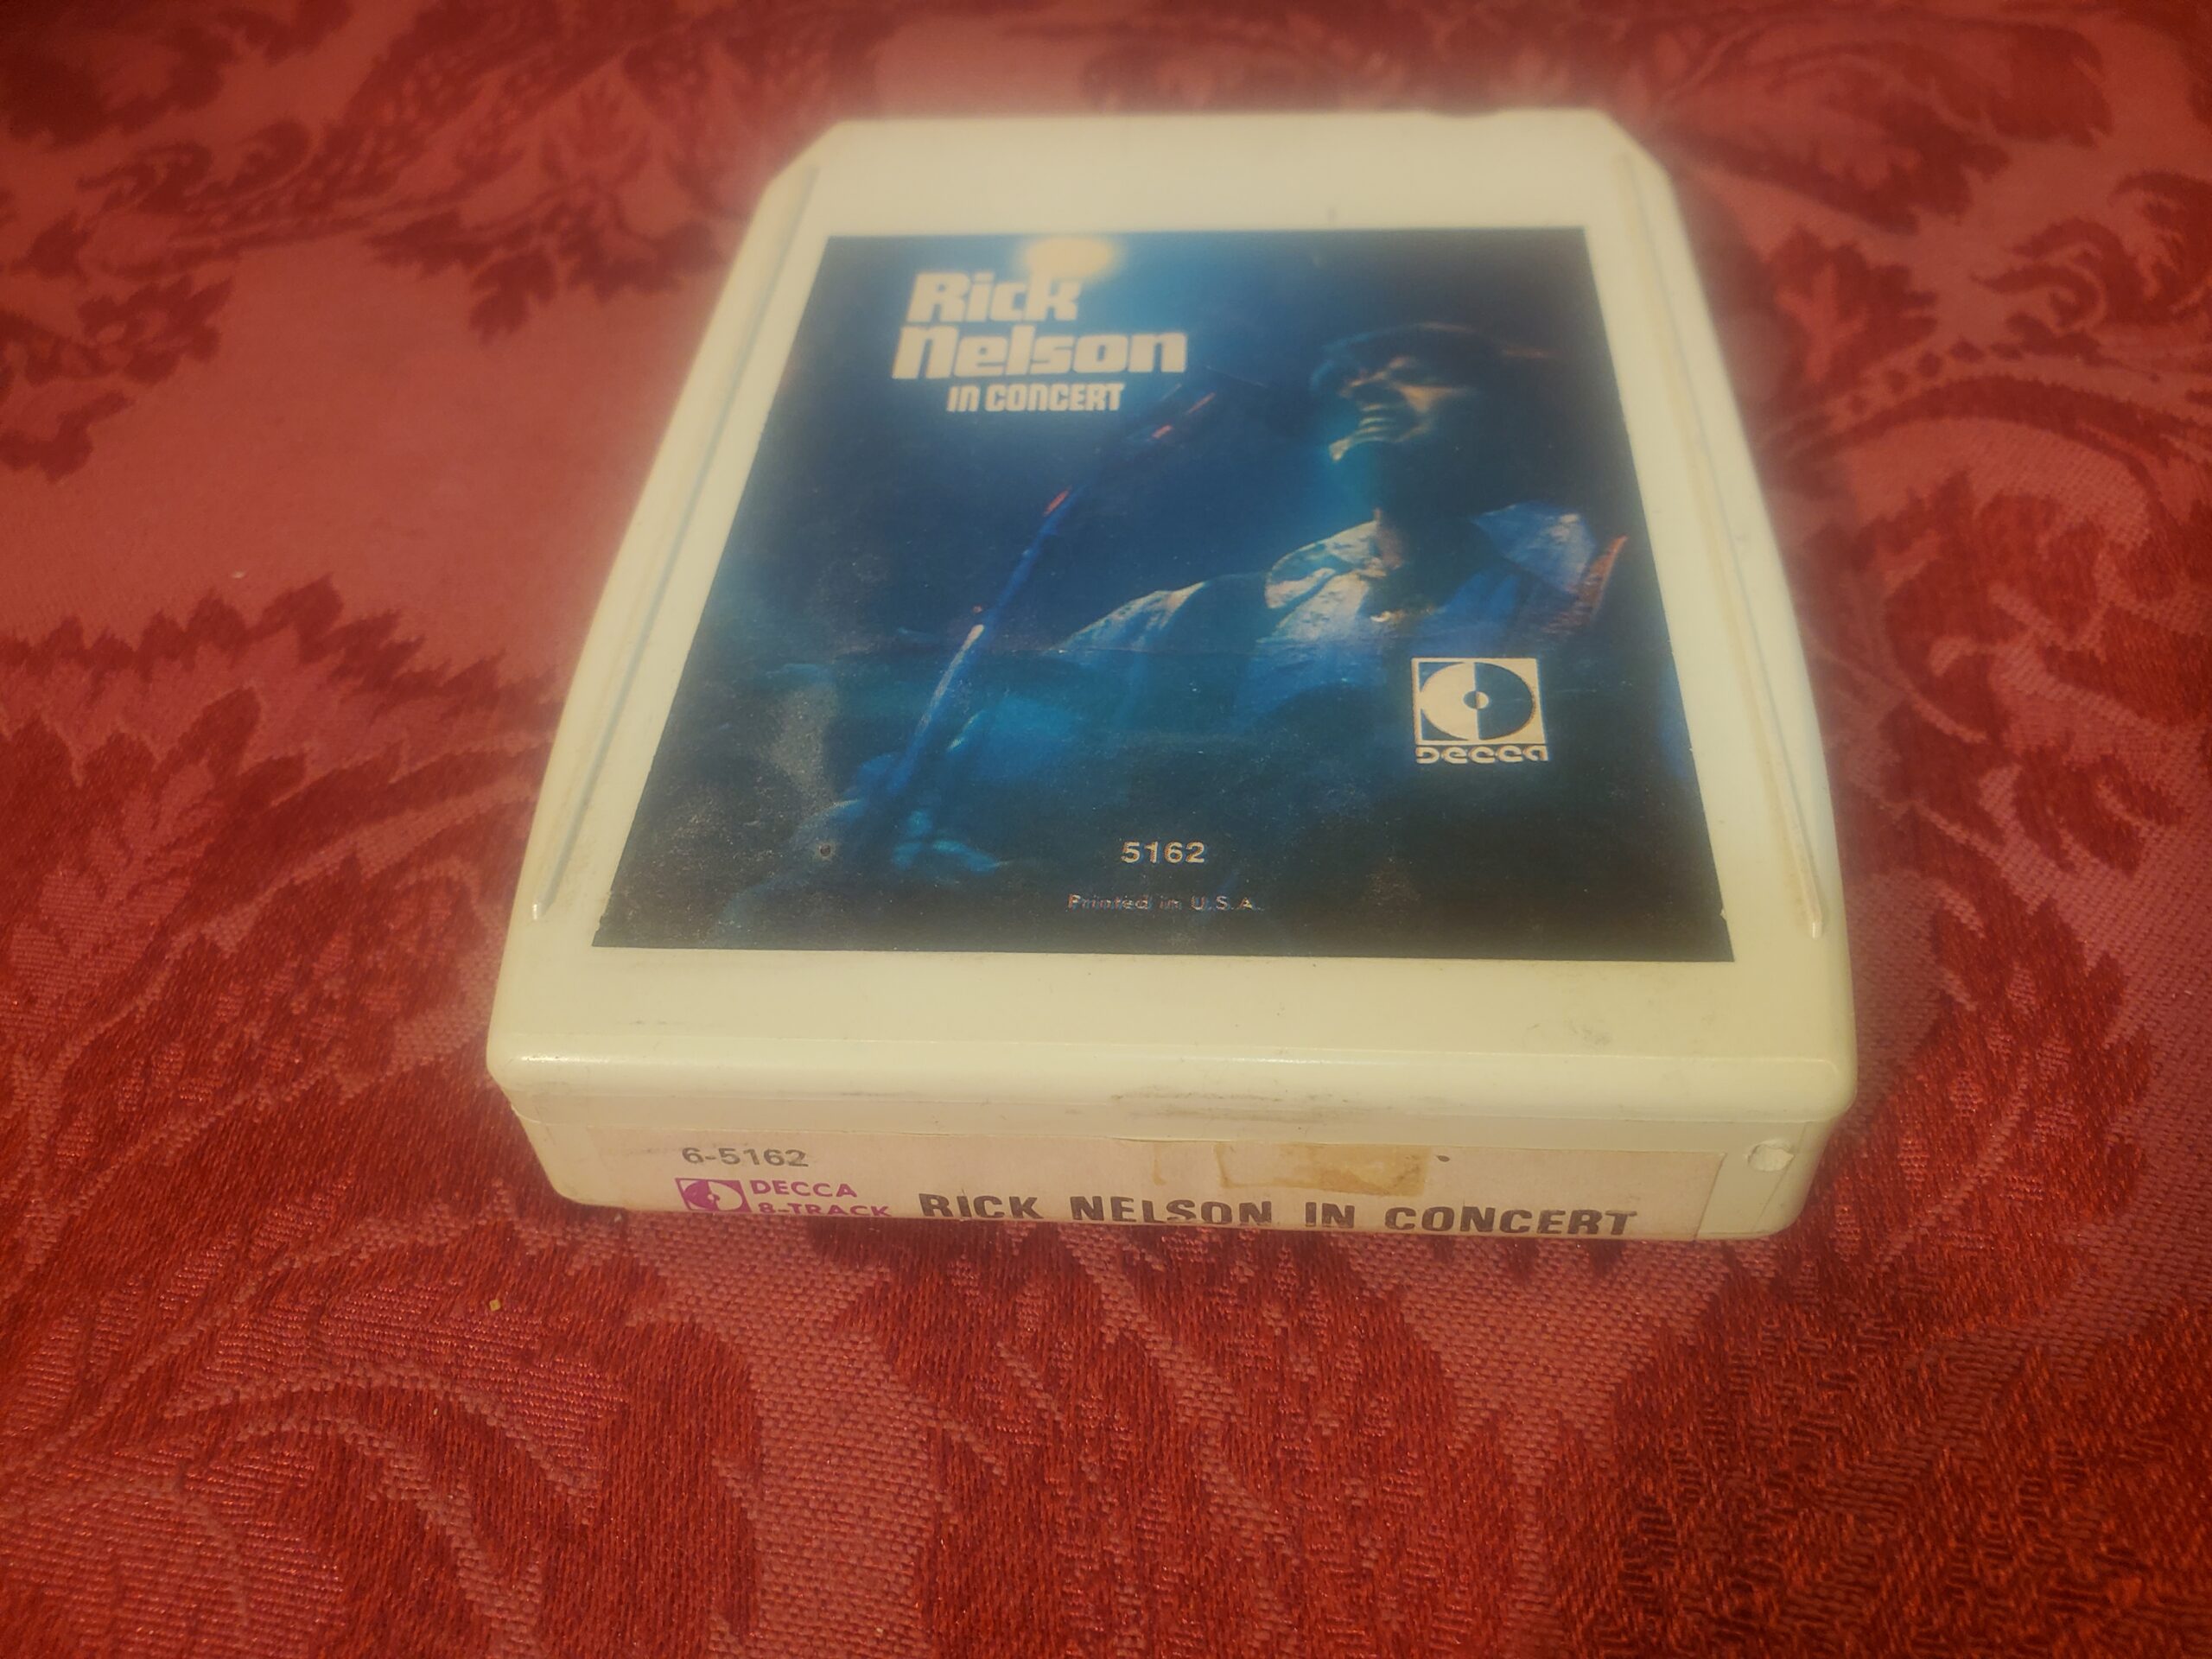 Rick
Nelson
IN CONCERT
DECCA
5162
Printed in U.S.A.
6-5162
DECCA
8-TRACK
RICK NELSON IN CONCERT